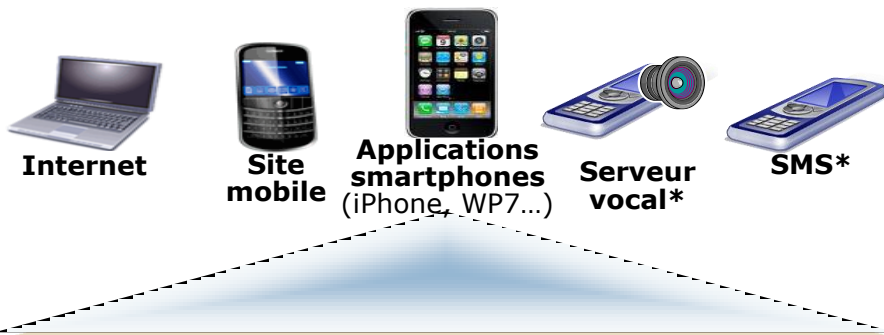 Internet
Site
mobile
Applications
smartphones
(iPhone, WP7…)
Serveur
vocal*
SMS*